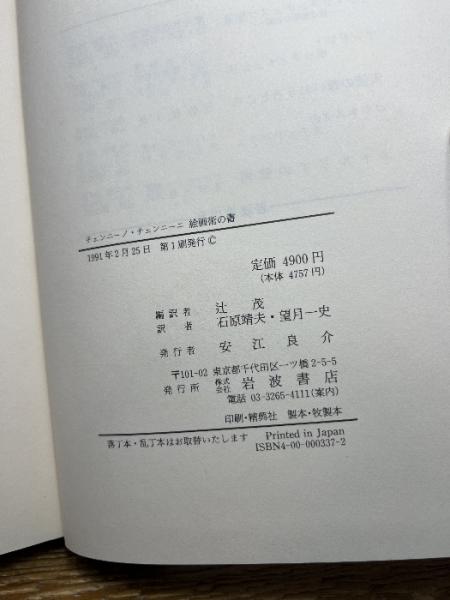 チェンニーノ・チェンニーニ 絵画術の書
1991年2月25日 第1刷発行©
定価 4900円
(本体 4757円)
編訳者 辻茂
訳者 石原靖夫・望月一史
発行者 安江良介
〒101-02 東京都千代田区一ツ橋2-5-5
発行所 株式会社 岩波書店
電話 03-3265-4111(案内)
印刷・精興社 製本・牧製本
落丁本・乱丁本はお取替いたします Printed in Japan
ISBN4-00-000337-2